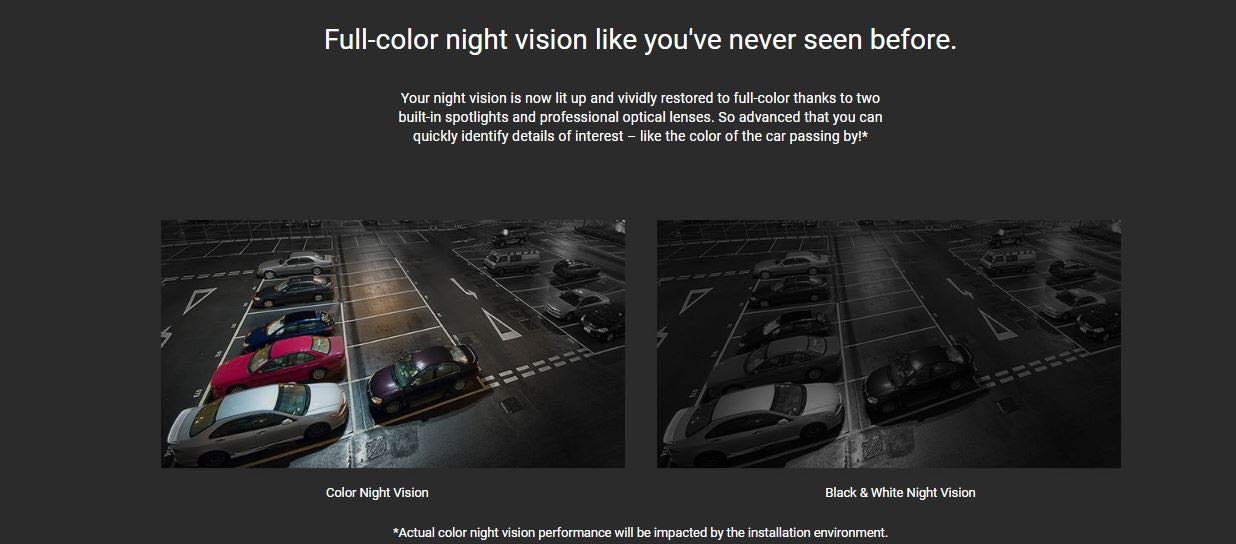 Full-color night vision like you've never seen before.
Your night vision is now lit up and vividly restored to full-color thanks to two
built-in spotlights and professional optical lenses. So advanced that you can
quickly identify details of interest – like the color of the car passing by!*
Color Night Vision
Black & White Night Vision
*Actual color night vision performance will be impacted by the installation environment.